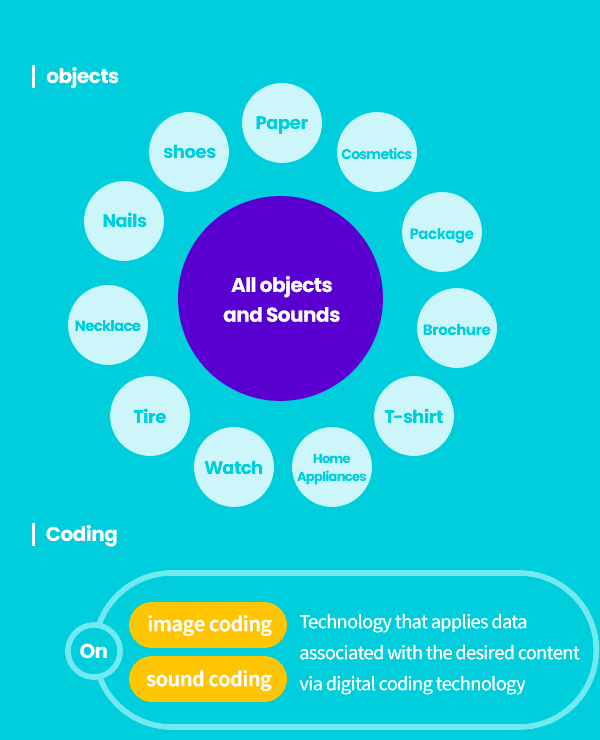 objects
Paper
shoes
Cosmetics
Nails
Package
All objects
and Sounds
Necklace
Brochure
Tire
T-shirt
Watch
Home
Appliances
Coding
On
image coding
sound coding
Technology that applies data
associated with the desired content
via digital coding technology